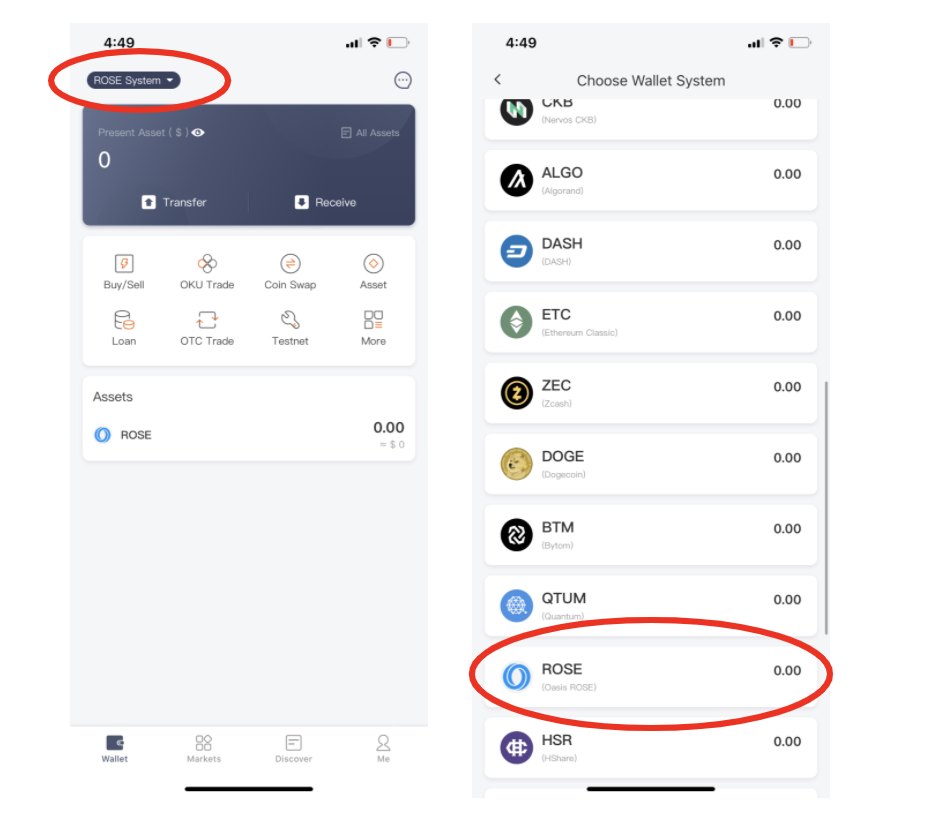 4:49
ROSE System
Present Asset ( $ )
All Assets
0
Transfer
Receive
Buy/Sell
OKU Trade
Coin Swap
Asset
Loan
OTC Trade
Testnet
More
Assets
ROSE
0.00
≈ $ 0
Wallet
Markets
Discover
Me
4:49
Choose Wallet System
CKB
0.00
(Nervos CKB)
ALGO
0.00
(Algorand)
DASH
0.00
(DASH)
ETC
0.00
(Ethereum Classic)
ZEC
0.00
(Zcash)
DOGE
0.00
(Dogecoin)
BTM
0.00
(Bytom)
QTUM
0.00
(Quantum)
ROSE
0.00
(Oasis ROSE)
HSR
0.00
(HShare)